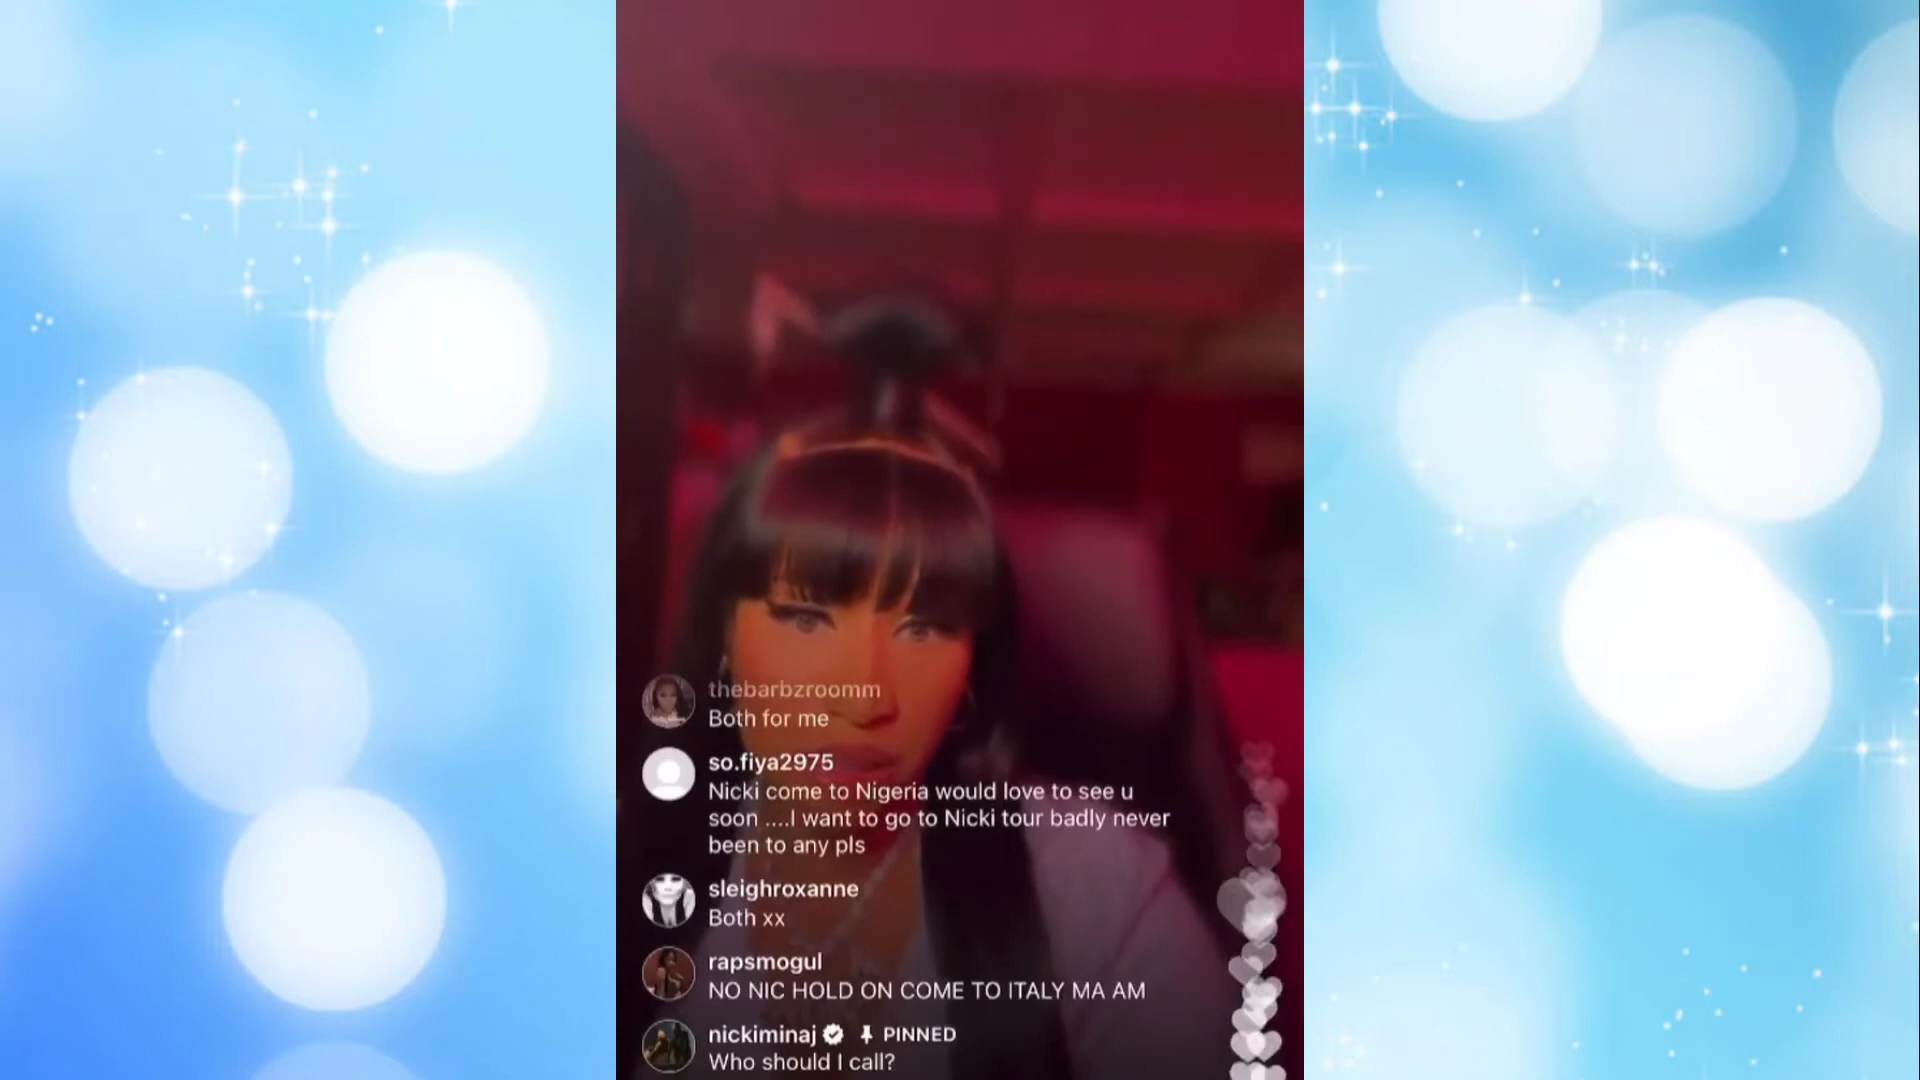 thebarbzroomm
Both for me
so.fiya2975
Nicki come to Nigeria would love to see u
soon ....I want to go to Nicki tour badly never
been to any pls
sleighroxanne
Both xx
rapsmogul
NO NIC HOLD ON COME TO ITALY MA AM
nickiminaj PINNED
Who should I call?